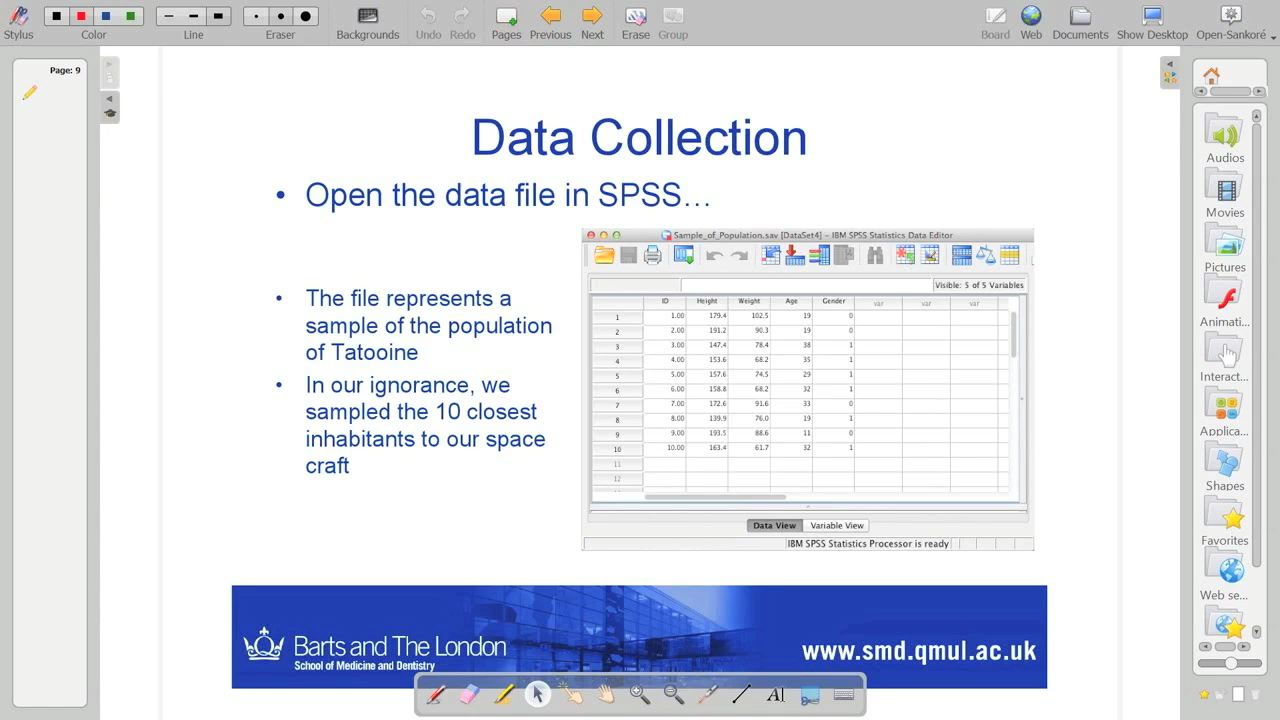 Stylus
Color
Line
Eraser
Backgrounds
Undo
Redo
Pages
Previous
Next
Erase
Group
Board
Web
Documents
Show Desktop
Open-Sankoré
Page: 9
Data Collection
• Open the data file in SPSS…
• The file represents a
sample of the population
of Tatooine
• In our ignorance, we
sampled the 10 closest
inhabitants to our space
craft
Sample_of_Population.sav [DataSet4] – IBM SPSS Statistics Data Editor
Visible: 5 of 5 Variables
ID Height Weight Age Gender var var var
1 1.00 179.4 102.5 19 0
2 2.00 191.2 90.3 19 0
3 3.00 147.4 78.4 38 1
4 4.00 153.6 68.2 35 1
5 5.00 157.6 74.5 29 1
6 6.00 158.8 68.2 32 1
7 7.00 172.6 91.6 33 0
8 8.00 139.9 76.0 19 1
9 9.00 193.5 88.6 11 0
10 10.00 163.4 61.7 32 1
11
12
Data View Variable View
IBM SPSS Statistics Processor is ready
Barts and The London
School of Medicine and Dentistry
www.smd.qmul.ac.uk
Audios
Movies
Pictures
Animati...
Interact...
Applica...
Shapes
Favorites
Web se...
AI